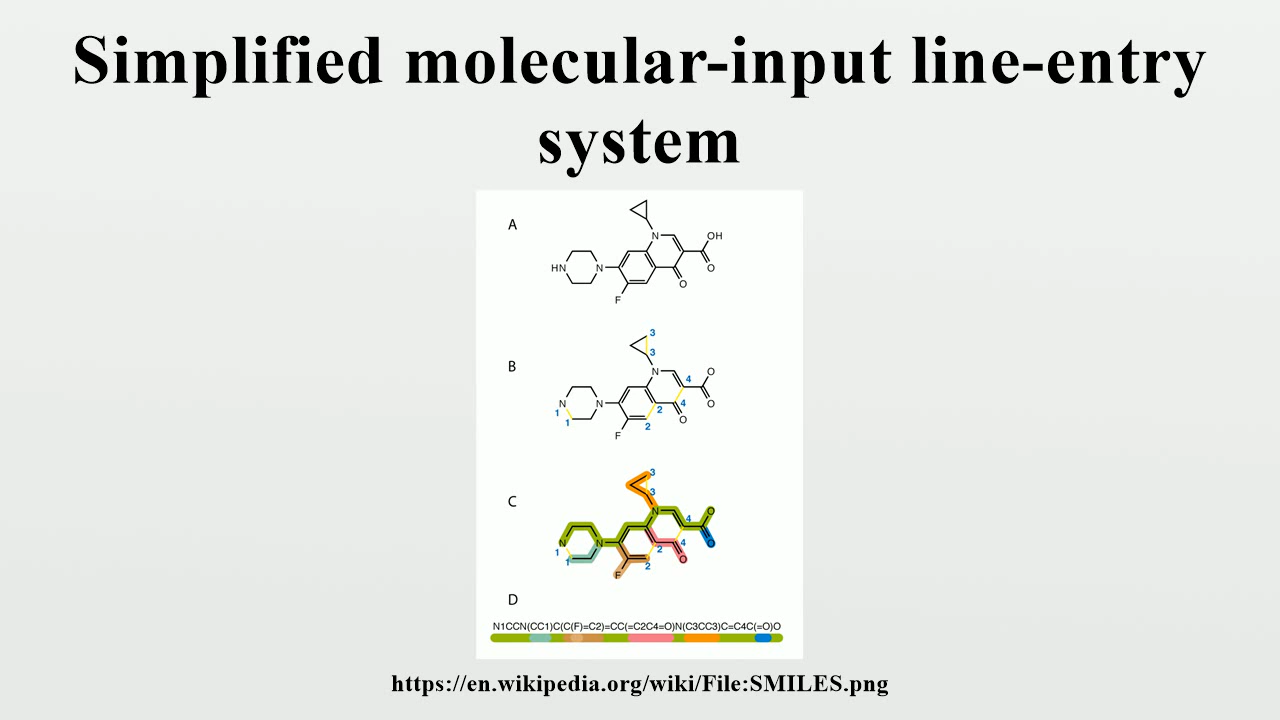 Simplified molecular-input line-entry
system
A
N
OH
O
HN
N
O
F
B
3
3
N
O
4
N
N
4
O
1
2
O
1
2
F
C
3
3
N
O
4
N
N
4
O
1
2
O
1
2
F
D
N1CCN(CC1)C(C(F)=C2)=CC(=C2C4=O)N(C3CC3)C=C4C(=O)O
https://en.wikipedia.org/wiki/File:SMILES.png